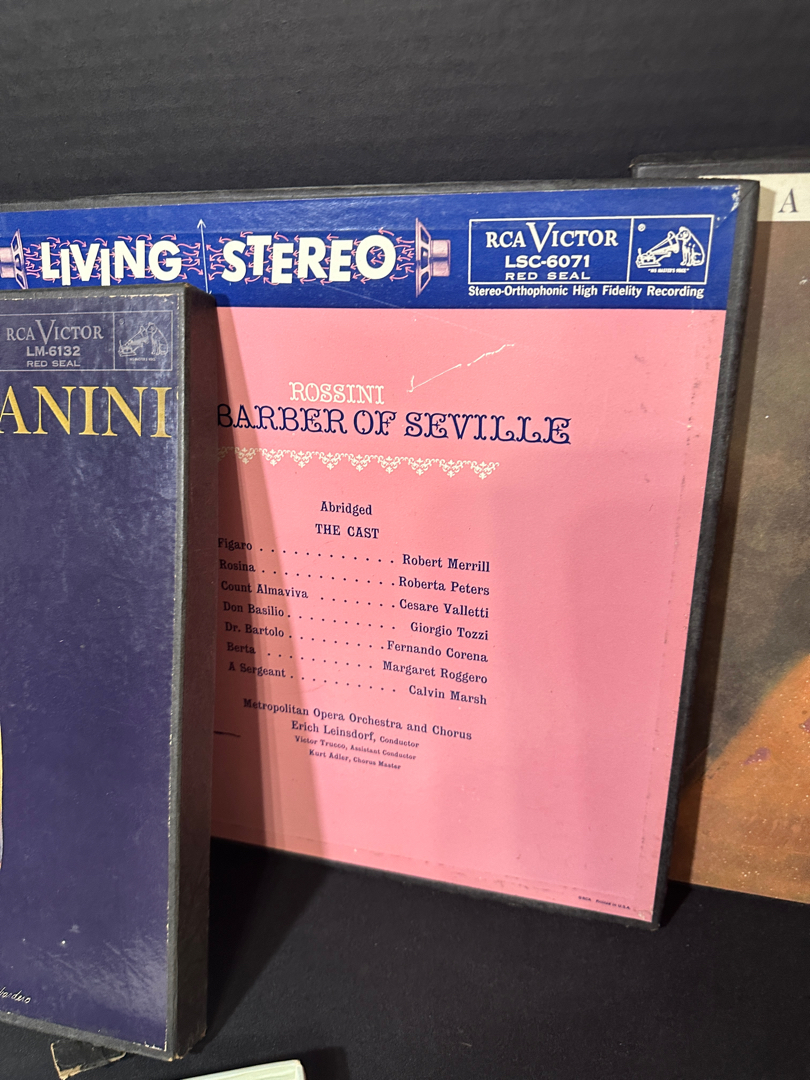 LIVING STEREO
RCA VICTOR
LSC-6071
RED SEAL
"HIS MASTER'S VOICE"
Stereo-Orthophonic High Fidelity Recording
ROSSINI
BARBER OF SEVILLE
Abridged
THE CAST
Figaro . . . . . . . . . . . . Robert Merrill
Rosina . . . . . . . . . . . . Roberta Peters
Count Almaviva . . . . . . . Cesare Valletti
Don Basilio . . . . . . . . . . Giorgio Tozzi
Dr. Bartolo . . . . . . . . . . Fernando Corena
Berta . . . . . . . . . . Margaret Roggero
A Sergeant . . . . . . . . . . Calvin Marsh
Metropolitan Opera Orchestra and Chorus
Erich Leinsdorf, Conductor
Victor Trucco, Assistant Conductor
Kurt Adler, Chorus Master
RCA VICTOR
LM-6132
RED SEAL
ANINI
A